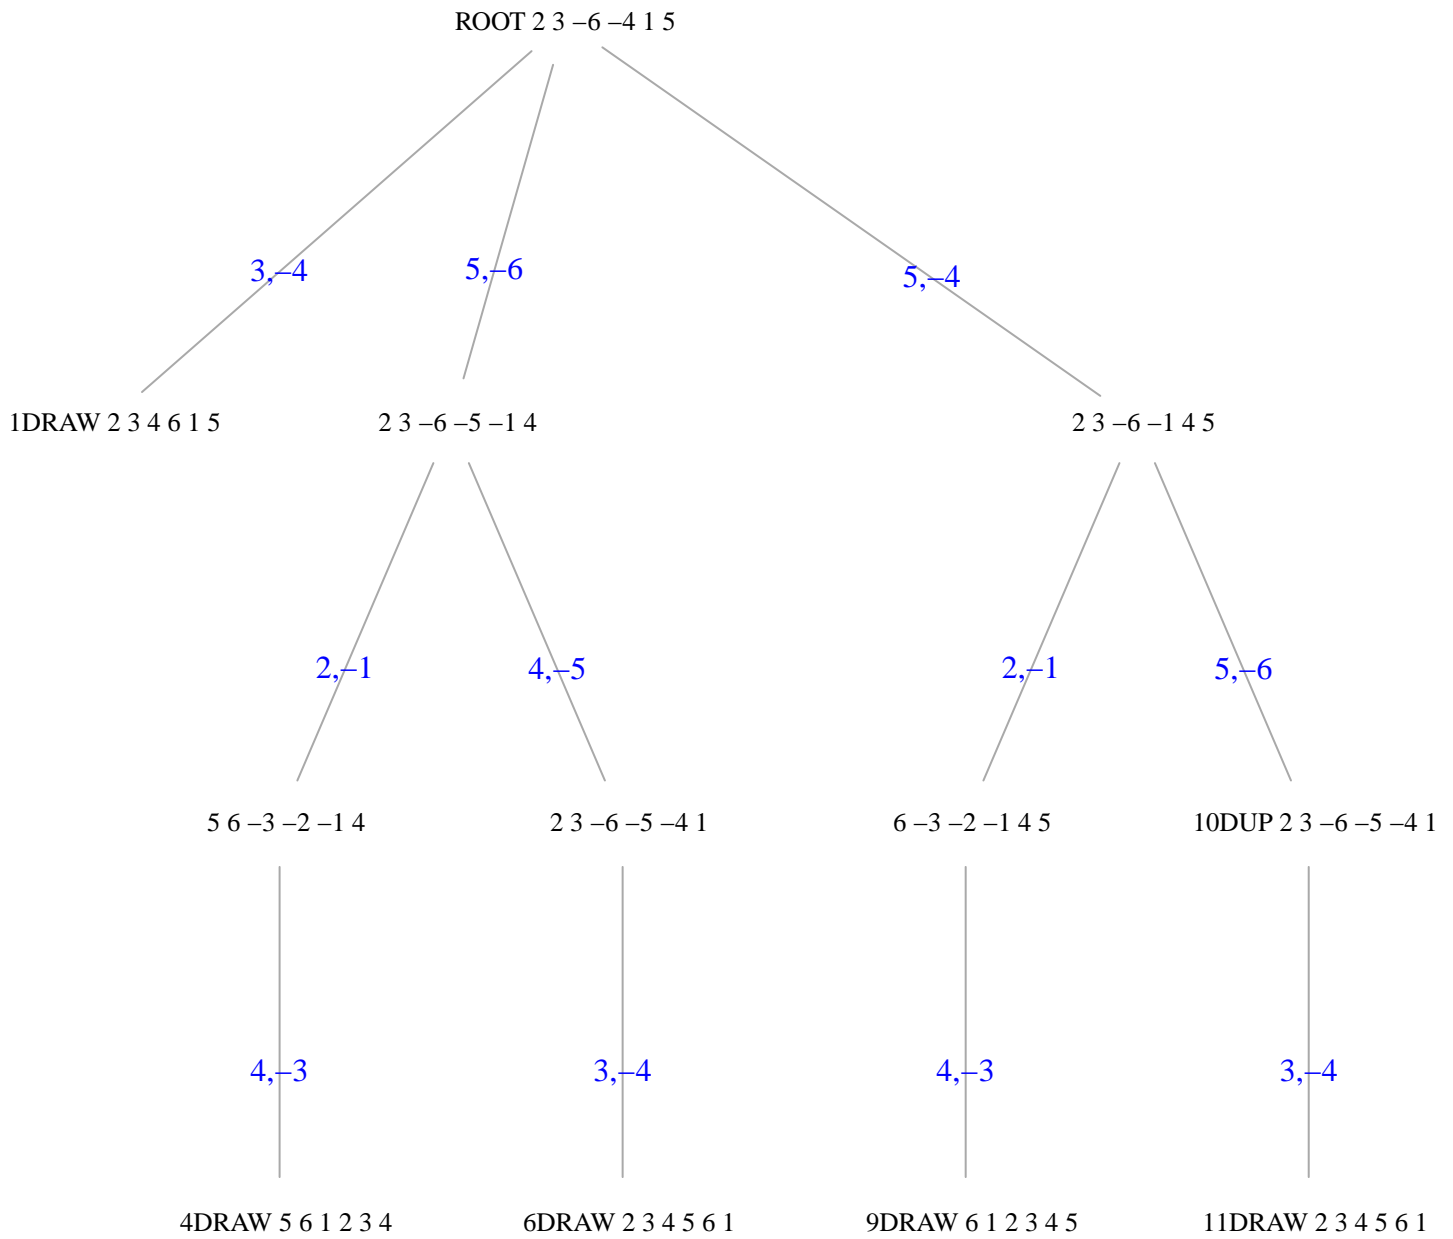 ROOT 2 3 –6 –4 1 5
3,–4
5,–6
5,–4
1DRAW 2 3 4 6 1 5
2 3 –6 –5 –1 4
2 3 –6 –1 4 5
2,–1
4,–5
2,–1
5,–6
5 6 –3 –2 –1 4
2 3 –6 –5 –4 1
6 –3 –2 –1 4 5
10DUP 2 3 –6 –5 –4 1
4,–3
3,–4
4,–3
3,–4
4DRAW 5 6 1 2 3 4
6DRAW 2 3 4 5 6 1
9DRAW 6 1 2 3 4 5
11DRAW 2 3 4 5 6 1